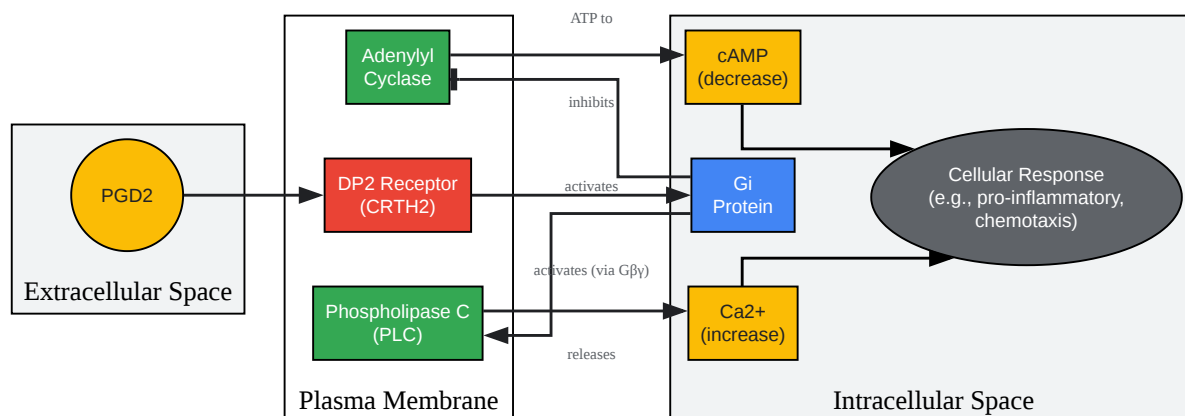 ATP to
Adenylyl
Cyclase
cAMP
(decrease)
inhibits
PGD2
DP2 Receptor
(CRTH2)
activates
Gi
Protein
Cellular Response
(e.g., pro-inflammatory,
chemotaxis)
activates (via Gβγ)
Extracellular Space
Phospholipase C
(PLC)
Ca2+
(increase)
releases
Plasma Membrane
Intracellular Space